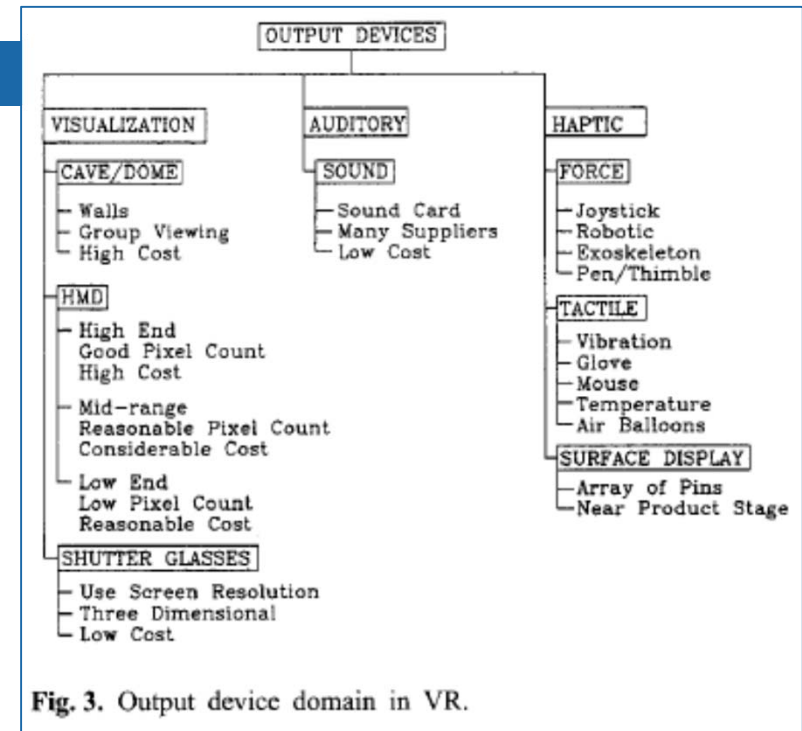 OUTPUT DEVICES
VISUALIZATION
CAVE/DOME
Walls
Group Viewing
High Cost
HMD
High End
Good Pixel Count
High Cost
Mid-range
Reasonable Pixel Count
Considerable Cost
Low End
Low Pixel Count
Reasonable Cost
SHUTTER GLASSES
Use Screen Resolution
Three Dimensional
Low Cost
AUDITORY
SOUND
Sound Card
Many Suppliers
Low Cost
HAPTIC
FORCE
Joystick
Robotic
Exoskeleton
Pen/Thimble
TACTILE
Vibration
Glove
Mouse
Temperature
Air Balloons
SURFACE DISPLAY
Array of Pins
Near Product Stage
Fig. 3. Output device domain in VR.